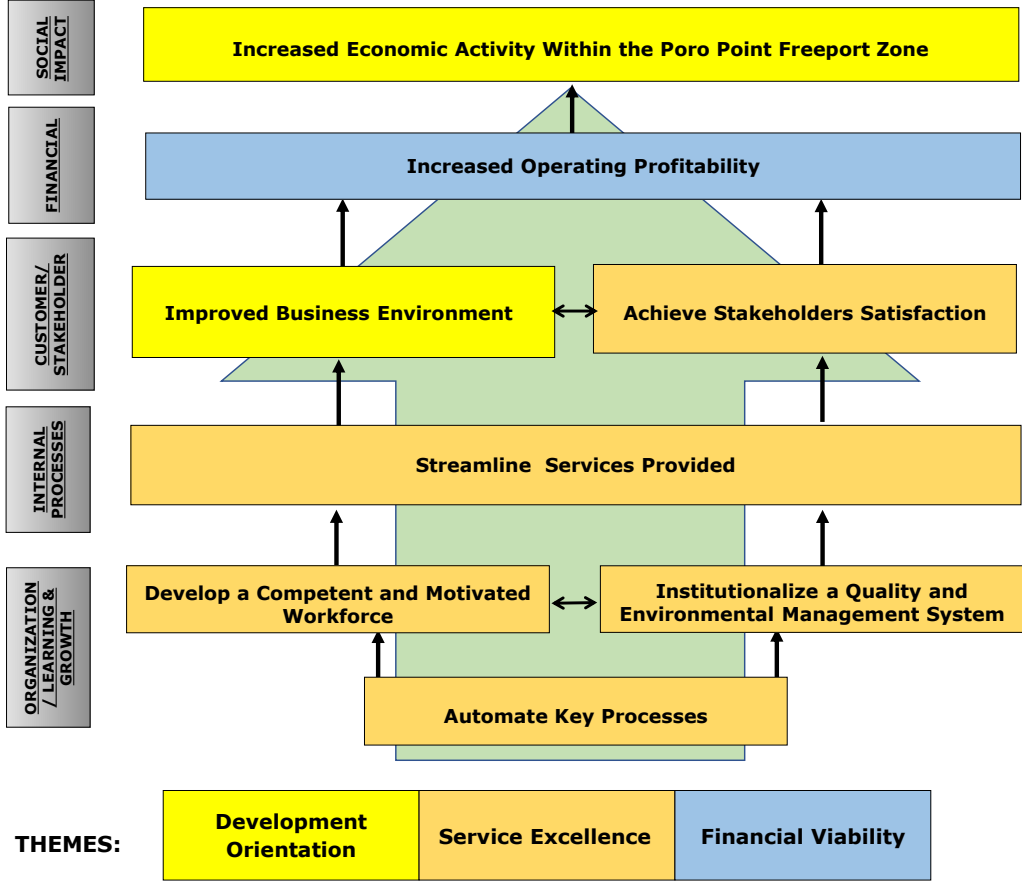 SOCIAL
IMPACT
Increased Economic Activity Within the Poro Point Freeport Zone
FINANCIAL
Increased Operating Profitability
CUSTOMER/
STAKEHOLDER
Improved Business Environment
Achieve Stakeholders Satisfaction
INTERNAL
PROCESSES
Streamline  Services Provided
ORGANIZATION
/ LEARNING &
GROWTH
Develop a Competent and Motivated
Workforce
Institutionalize a Quality and
Environmental Management System
Automate Key Processes
THEMES:
Development
Orientation
Service Excellence
Financial Viability